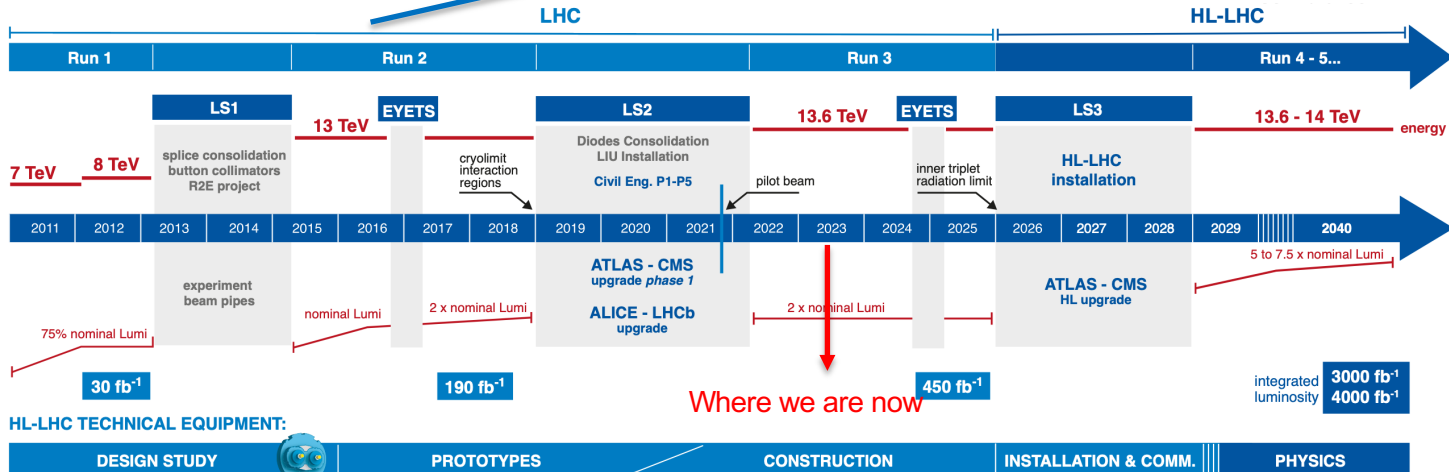 LHC
HL-LHC
Run 1
Run 2
Run 3
Run 4 - 5...
LS1
EYETS
LS2
EYETS
LS3
13 TeV
13.6 TeV
13.6 - 14 TeV
energy
7 TeV
8 TeV
splice consolidation
button collimators
R2E project
cryolimit
interaction
regions
Diodes Consolidation
LIU Installation
Civil Eng. P1-P5
pilot beam
inner triplet
radiation limit
HL-LHC
installation
2011
2012
2013
2014
2015
2016
2017
2018
2019
2020
2021
2022
2023
2024
2025
2026
2027
2028
2029
2040
5 to 7.5 x nominal Lumi
experiment
beam pipes
ATLAS - CMS
upgrade phase 1
ALICE - LHCb
upgrade
ATLAS - CMS
HL upgrade
75% nominal Lumi
nominal Lumi
2 x nominal Lumi
2 x nominal Lumi
30 fb⁻¹
190 fb⁻¹
450 fb⁻¹
integrated
luminosity
3000 fb⁻¹
4000 fb⁻¹
Where we are now
HL-LHC TECHNICAL EQUIPMENT:
DESIGN STUDY
PROTOTYPES
CONSTRUCTION
INSTALLATION & COMM.
PHYSICS